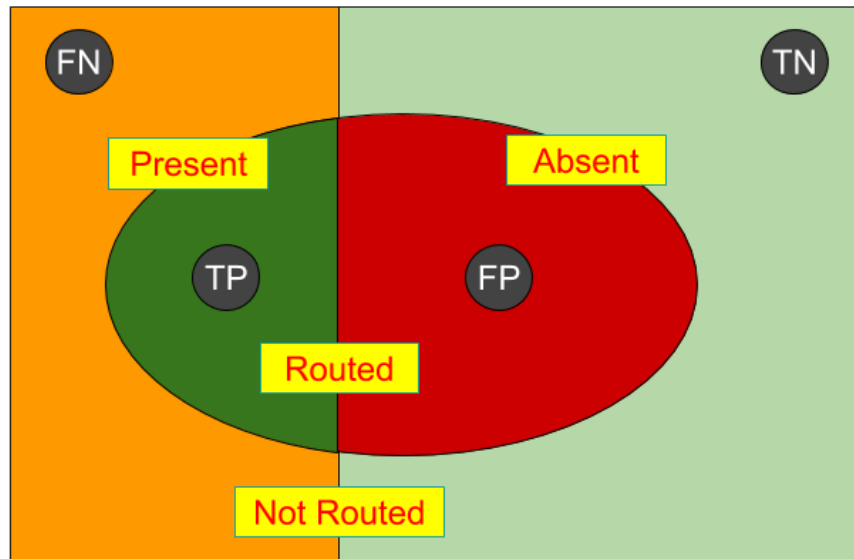 FN
TN
Present
Absent
TP
FP
Routed
Not Routed